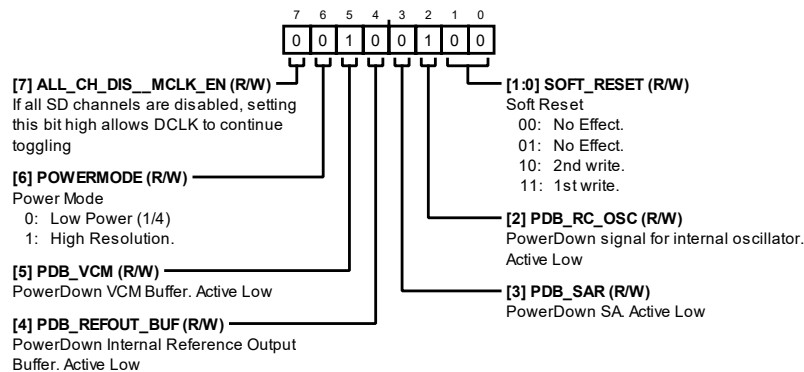 7 6 5 4 3 2 1 0
0 0 1 0 0 1 0 0
[7] ALL_CH_DIS__MCLK_EN (R/W)
If all SD channels are disabled, setting
this bit high allows DCLK to continue
toggling
[6] POWERMODE (R/W)
Power Mode
0: Low Power (1/4)
1: High Resolution.
[5] PDB_VCM (R/W)
PowerDown VCM Buffer. Active Low
[4] PDB_REFOUT_BUF (R/W)
PowerDown Internal Reference Output
Buffer. Active Low
[1:0] SOFT_RESET (R/W)
Soft Reset
00: No Effect.
01: No Effect.
10: 2nd write.
11: 1st write.
[2] PDB_RC_OSC (R/W)
PowerDown signal for internal oscillator.
Active Low
[3] PDB_SAR (R/W)
PowerDown SA. Active Low